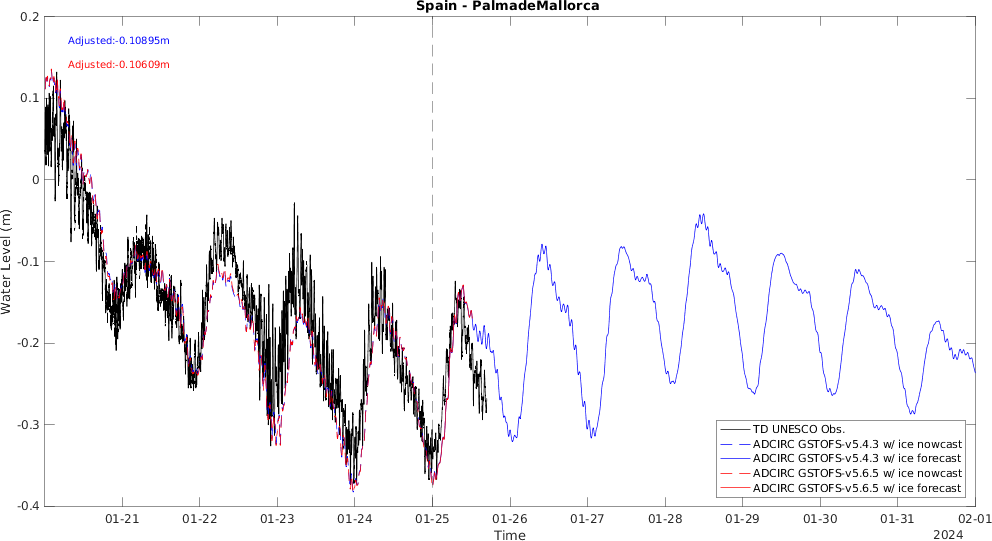 Spain - PalmadeMallorca
Adjusted:-0.10895m
Adjusted:-0.10609m
0.2
0.1
0
-0.1
-0.2
-0.3
-0.4
Water Level (m)
TD UNESCO Obs.
ADCIRC GSTOFS-v5.4.3 w/ ice nowcast
ADCIRC GSTOFS-v5.4.3 w/ ice forecast
ADCIRC GSTOFS-v5.6.5 w/ ice nowcast
ADCIRC GSTOFS-v5.6.5 w/ ice forecast
01-21 01-22 01-23 01-24 01-25 01-26 01-27 01-28 01-29 01-30 01-31 02-01
Time
2024